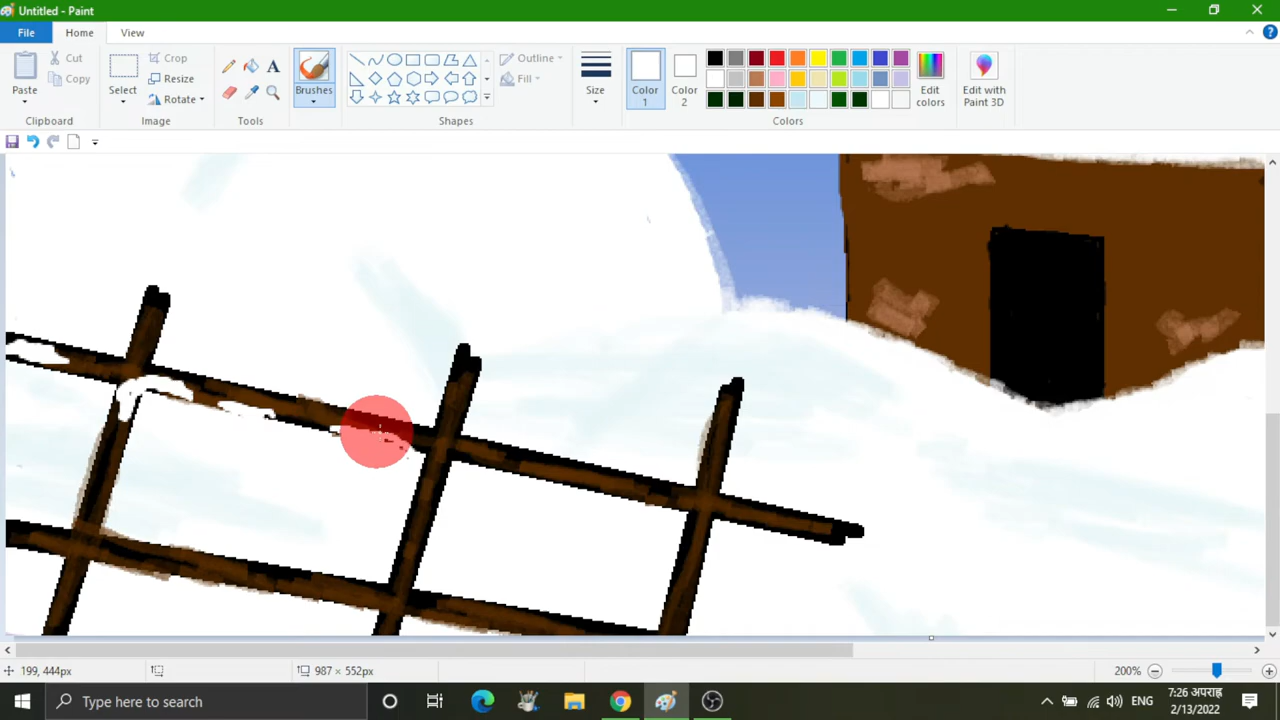 Untitled - Paint
File Home View
Paste
Cut
Copy
Clipboard
Select
Crop
Resize
Rotate
Image
A
Tools
Brushes
Outline
Fill
Shapes
Size
Color
1
Color
2
Edit
colors
Colors
Edit with
Paint 3D
199, 444px
987 × 552px
200%
Type here to search
ENG
7:26 अपराह्न
2/13/2022